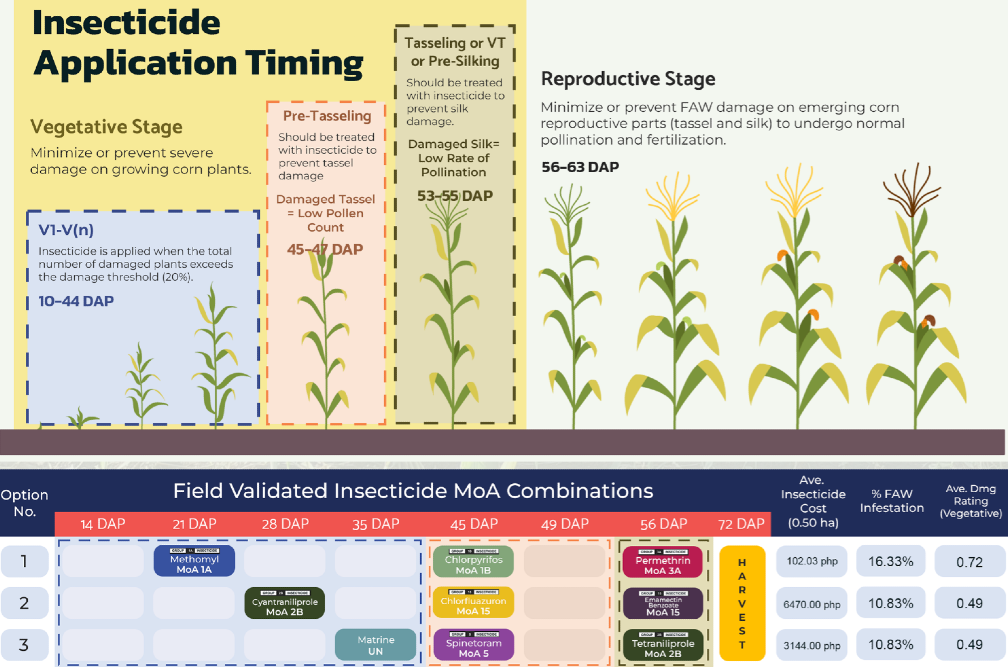 Insecticide
Application Timing
Vegetative Stage
Minimize or prevent severe
damage on growing corn plants.
V1-V(n)
Insecticide is applied when the total
number of damaged plants exceeds
the damage threshold (20%).
10–44 DAP
Pre-Tasseling
Should be treated
with insecticide to
prevent tassel
damage
Damaged Tassel
= Low Pollen
Count
45–47 DAP
Tasseling or VT
or Pre-Silking
Should be treated
with insecticide to
prevent silk
damage.
Damaged Silk=
Low Rate of
Pollination
53–55 DAP
Reproductive Stage
Minimize or prevent FAW damage on emerging corn
reproductive parts (tassel and silk) to undergo normal
pollination and fertilization.
56–63 DAP
Option
No.
Field Validated Insecticide MoA Combinations
Ave.
Insecticide
Cost
(0.50 ha)
% FAW
Infestation
Ave. Dmg
Rating
(Vegetative)
14 DAP 21 DAP 28 DAP 35 DAP 45 DAP 49 DAP 56 DAP 72 DAP
1
GROUP 1A INSECTICIDE
Methomyl
MoA 1A
GROUP 1B INSECTICIDE
Chlorpyrifos
MoA 1B
GROUP 3A INSECTICIDE
Permethrin
MoA 3A
102.03 php 16.33% 0.72
2
Cyantraniliprole
MoA 2B
Chlorfluazuron
MoA 15
Emamectin
Benzoate
MoA 15
6470.00 php 10.83% 0.49
3
Matrine
UN
Spinetoram
MoA 5
Tetraniliprole
MoA 2B
3144.00 php 10.83% 0.49
HARVEST